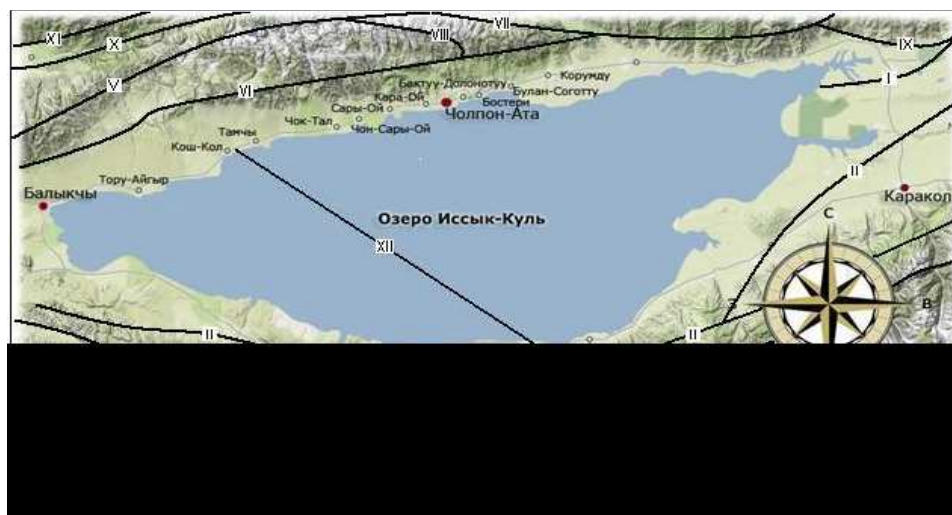 VII
XI
X
VIII
IX
V
VI
I
Корумду
Бактуу-Долонотуу
Булан-Соготту
Кара-Ой
Бостери
Сары-Ой
Чолпон-Ата
Чок-Тал
Чон-Сары-Ой
Тамчы
Кош-Кол
Тору-Айгыр
II
Балыкчы
Каракол
С
Озеро Иссык-Куль
XII
З
В
II
II